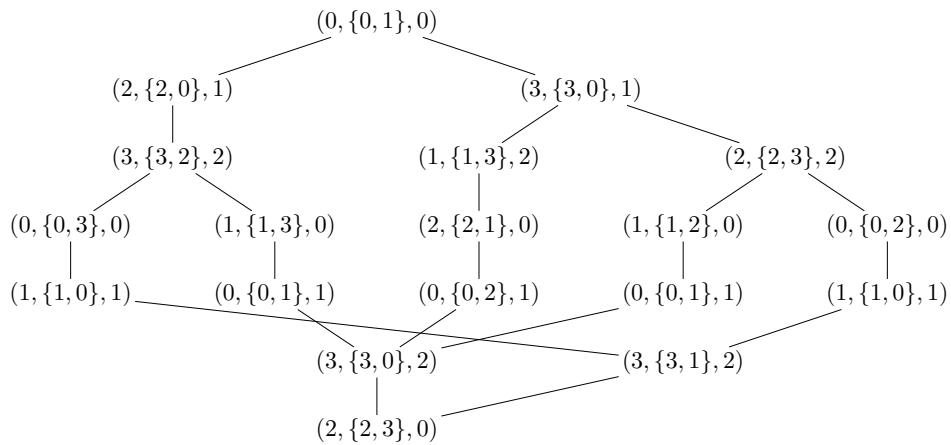 (0, {0, 1}, 0)
(2, {2, 0}, 1) (3, {3, 0}, 1)
(3, {3, 2}, 2) (1, {1, 3}, 2) (2, {2, 3}, 2)
(0, {0, 3}, 0) (1, {1, 3}, 0) (2, {2, 1}, 0) (1, {1, 2}, 0) (0, {0, 2}, 0)
(1, {1, 0}, 1) (0, {0, 1}, 1) (0, {0, 2}, 1) (0, {0, 1}, 1) (1, {1, 0}, 1)
(3, {3, 0}, 2) (3, {3, 1}, 2)
(2, {2, 3}, 0)